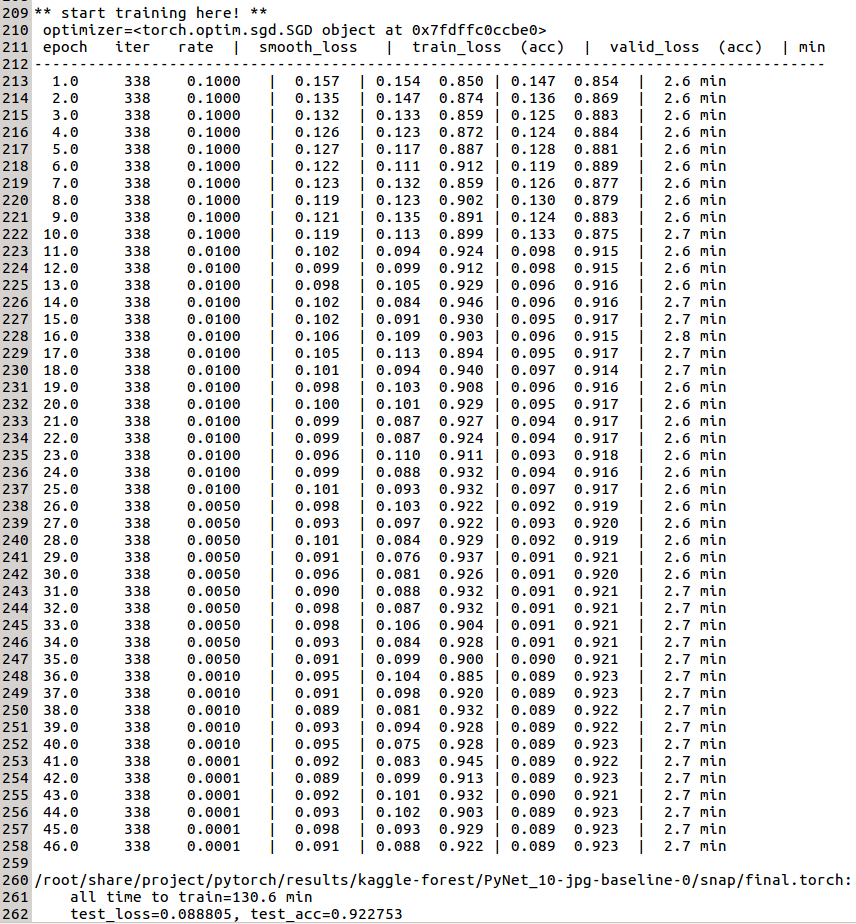 209 ** start training here! **
210 optimizer=<torch.optim.sgd.SGD object at 0x7fdffc0ccbe0>
211 epoch iter rate | smooth_loss | train_loss (acc) | valid_loss (acc) | min
212 ----------------------------------------------------------------------------------------
213 1.0 338 0.1000 | 0.157 | 0.154 0.850 | 0.147 0.854 | 2.6 min
214 2.0 338 0.1000 | 0.135 | 0.147 0.874 | 0.136 0.869 | 2.6 min
215 3.0 338 0.1000 | 0.132 | 0.133 0.859 | 0.125 0.883 | 2.6 min
216 4.0 338 0.1000 | 0.126 | 0.123 0.872 | 0.124 0.884 | 2.6 min
217 5.0 338 0.1000 | 0.127 | 0.117 0.887 | 0.128 0.881 | 2.6 min
218 6.0 338 0.1000 | 0.122 | 0.111 0.912 | 0.119 0.889 | 2.6 min
219 7.0 338 0.1000 | 0.123 | 0.132 0.859 | 0.126 0.877 | 2.6 min
220 8.0 338 0.1000 | 0.119 | 0.123 0.902 | 0.130 0.879 | 2.6 min
221 9.0 338 0.1000 | 0.121 | 0.135 0.891 | 0.124 0.883 | 2.6 min
222 10.0 338 0.1000 | 0.119 | 0.113 0.899 | 0.133 0.875 | 2.7 min
223 11.0 338 0.0100 | 0.102 | 0.094 0.924 | 0.098 0.915 | 2.6 min
224 12.0 338 0.0100 | 0.099 | 0.099 0.912 | 0.098 0.915 | 2.6 min
225 13.0 338 0.0100 | 0.098 | 0.105 0.929 | 0.096 0.916 | 2.6 min
226 14.0 338 0.0100 | 0.102 | 0.084 0.946 | 0.096 0.916 | 2.7 min
227 15.0 338 0.0100 | 0.102 | 0.091 0.930 | 0.095 0.917 | 2.7 min
228 16.0 338 0.0100 | 0.106 | 0.109 0.903 | 0.096 0.915 | 2.8 min
229 17.0 338 0.0100 | 0.105 | 0.113 0.894 | 0.095 0.917 | 2.7 min
230 18.0 338 0.0100 | 0.101 | 0.094 0.940 | 0.097 0.914 | 2.7 min
231 19.0 338 0.0100 | 0.098 | 0.103 0.908 | 0.096 0.916 | 2.6 min
232 20.0 338 0.0100 | 0.100 | 0.101 0.929 | 0.095 0.917 | 2.6 min
233 21.0 338 0.0100 | 0.099 | 0.087 0.927 | 0.094 0.917 | 2.6 min
234 22.0 338 0.0100 | 0.099 | 0.087 0.924 | 0.094 0.917 | 2.6 min
235 23.0 338 0.0100 | 0.096 | 0.110 0.911 | 0.093 0.918 | 2.6 min
236 24.0 338 0.0100 | 0.099 | 0.088 0.932 | 0.094 0.916 | 2.6 min
237 25.0 338 0.0100 | 0.101 | 0.093 0.932 | 0.097 0.917 | 2.6 min
238 26.0 338 0.0050 | 0.098 | 0.103 0.922 | 0.092 0.919 | 2.6 min
239 27.0 338 0.0050 | 0.093 | 0.097 0.922 | 0.093 0.920 | 2.6 min
240 28.0 338 0.0050 | 0.101 | 0.084 0.929 | 0.092 0.919 | 2.6 min
241 29.0 338 0.0050 | 0.091 | 0.076 0.937 | 0.091 0.921 | 2.6 min
242 30.0 338 0.0050 | 0.096 | 0.081 0.926 | 0.091 0.920 | 2.6 min
243 31.0 338 0.0050 | 0.090 | 0.088 0.932 | 0.091 0.921 | 2.7 min
244 32.0 338 0.0050 | 0.098 | 0.087 0.932 | 0.091 0.921 | 2.7 min
245 33.0 338 0.0050 | 0.098 | 0.106 0.904 | 0.091 0.921 | 2.7 min
246 34.0 338 0.0050 | 0.093 | 0.084 0.928 | 0.091 0.921 | 2.7 min
247 35.0 338 0.0050 | 0.091 | 0.099 0.900 | 0.090 0.921 | 2.7 min
248 36.0 338 0.0010 | 0.095 | 0.104 0.885 | 0.089 0.923 | 2.7 min
249 37.0 338 0.0010 | 0.091 | 0.098 0.920 | 0.089 0.923 | 2.7 min
250 38.0 338 0.0010 | 0.089 | 0.081 0.932 | 0.089 0.922 | 2.7 min
251 39.0 338 0.0010 | 0.093 | 0.094 0.928 | 0.089 0.922 | 2.7 min
252 40.0 338 0.0010 | 0.095 | 0.075 0.928 | 0.089 0.923 | 2.7 min
253 41.0 338 0.0001 | 0.092 | 0.083 0.945 | 0.089 0.922 | 2.7 min
254 42.0 338 0.0001 | 0.089 | 0.099 0.913 | 0.089 0.923 | 2.7 min
255 43.0 338 0.0001 | 0.092 | 0.101 0.932 | 0.090 0.921 | 2.7 min
256 44.0 338 0.0001 | 0.093 | 0.102 0.903 | 0.089 0.923 | 2.7 min
257 45.0 338 0.0001 | 0.098 | 0.093 0.929 | 0.089 0.923 | 2.7 min
258 46.0 338 0.0001 | 0.091 | 0.088 0.922 | 0.089 0.923 | 2.7 min
259
260 /root/share/project/pytorch/results/kaggle-forest/PyNet_10-jpg-baseline-0/snap/final.torch:
261 all time to train=130.6 min
262 test_loss=0.088805, test_acc=0.922753